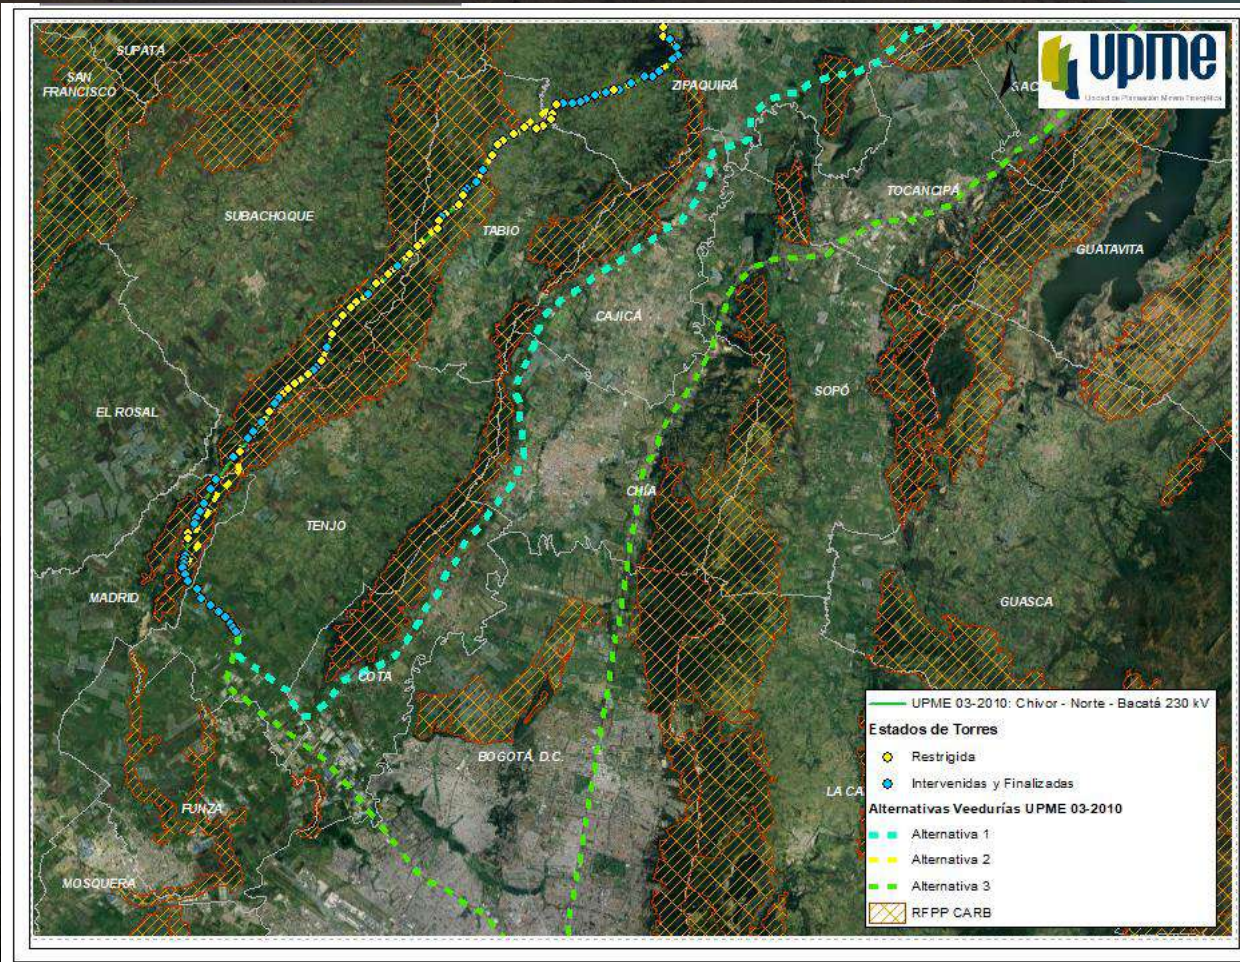 SUPATÁ
SAN
FRANCISCO
ZIPAQUIRÁ
N
upme
Unidad de Planeación Minero Energética
TOCANCIPÁ
SUBACHOQUE
TABIO
GUATAVITA
CAJICÁ
SOPÓ
EL ROSAL
CHÍA
TENJO
MADRID
GUASCA
COTA
BOGOTÁ, D.C.
LA CA
FUNZA
MOSQUERA
UPME 03-2010: Chivor - Norte - Bacatá 230 kV
Estados de Torres
Restrigida
Intervenidas y Finalizadas
Alternativas Veedurías UPME 03-2010
Alternativa 1
Alternativa 2
Alternativa 3
RFPP CARB